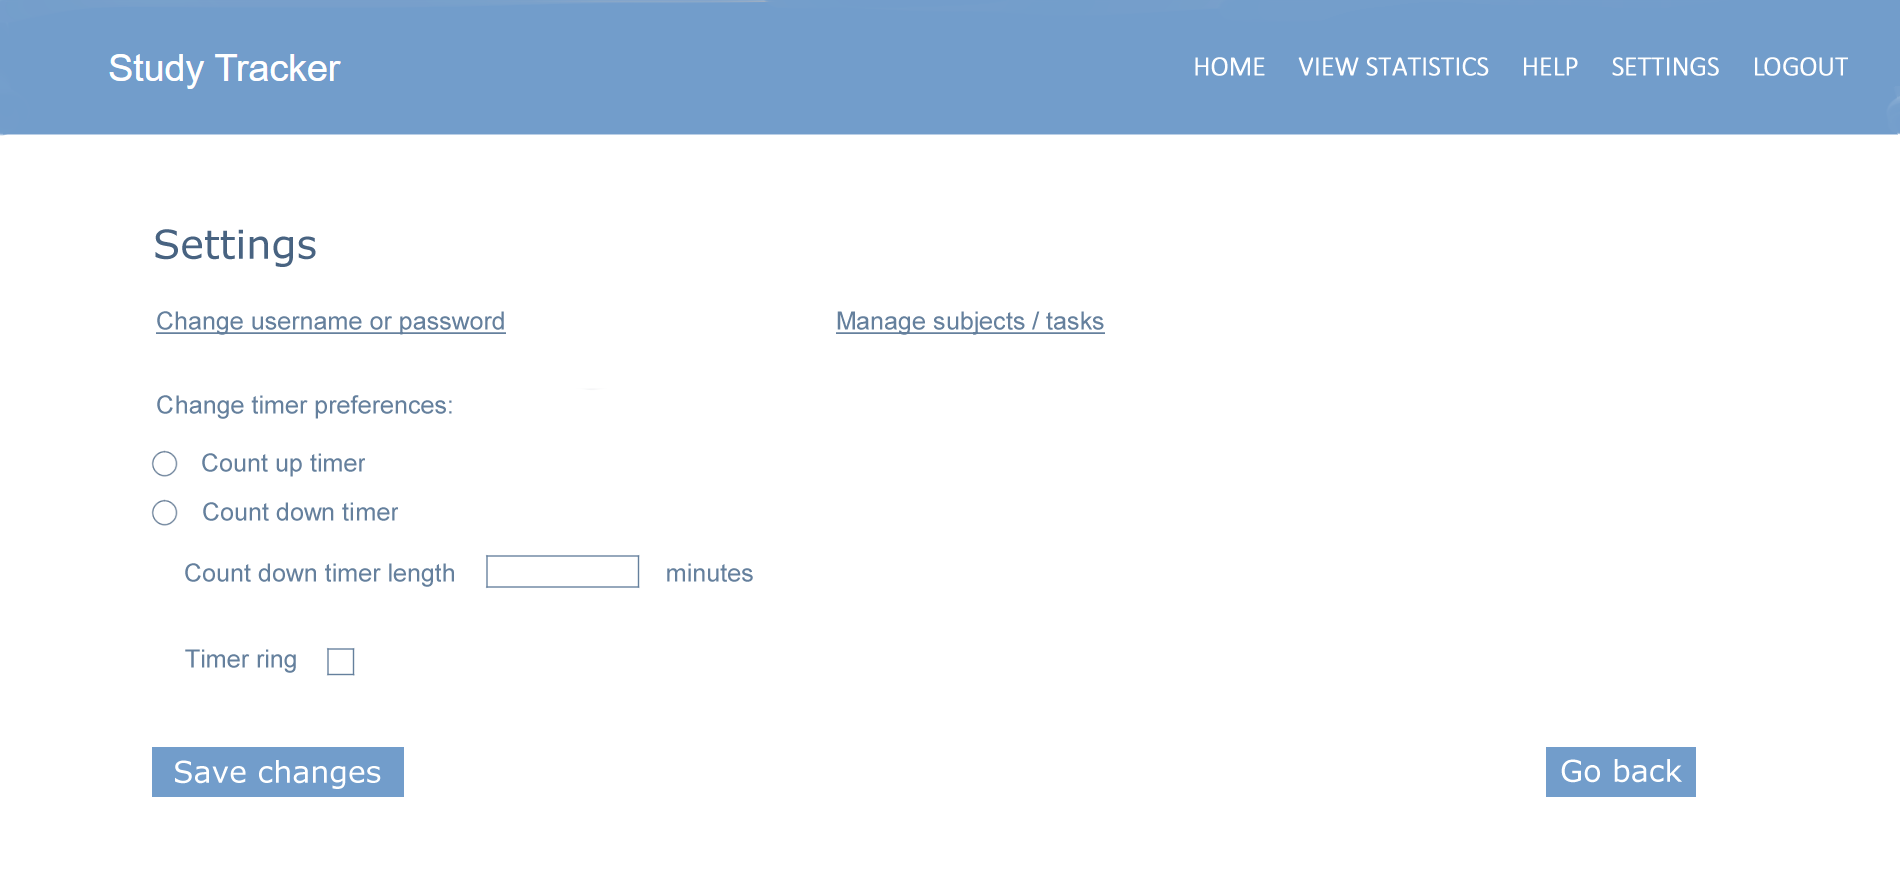 Study Tracker
HOME VIEW STATISTICS HELP SETTINGS LOGOUT
Settings
Change username or password
Manage subjects / tasks
Change timer preferences:
Count up timer
Count down timer
Count down timer length minutes
Timer ring
Save changes
Go back